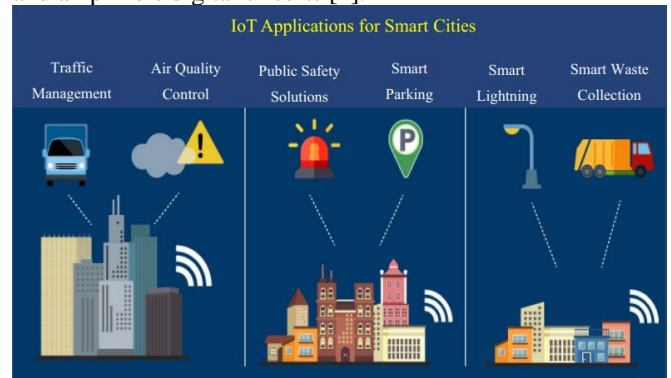 IoT Applications for Smart Cities
Traffic Management
Air Quality Control
Public Safety Solutions
Smart Parking
Smart Lightning
Smart Waste Collection
P